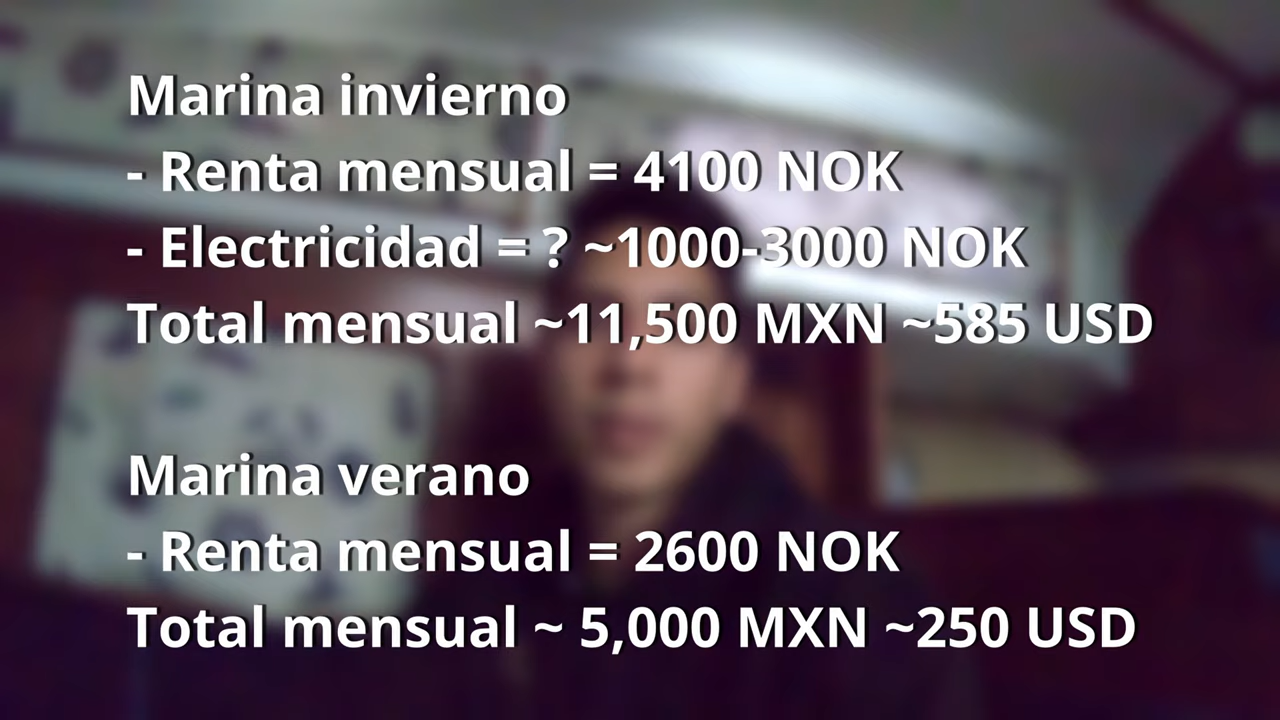 Marina invierno
- Renta mensual = 4100 NOK
- Electricidad = ? ~1000-3000 NOK
Total mensual ~11,500 MXN ~585 USD
Marina verano
- Renta mensual = 2600 NOK
Total mensual ~ 5,000 MXN ~250 USD